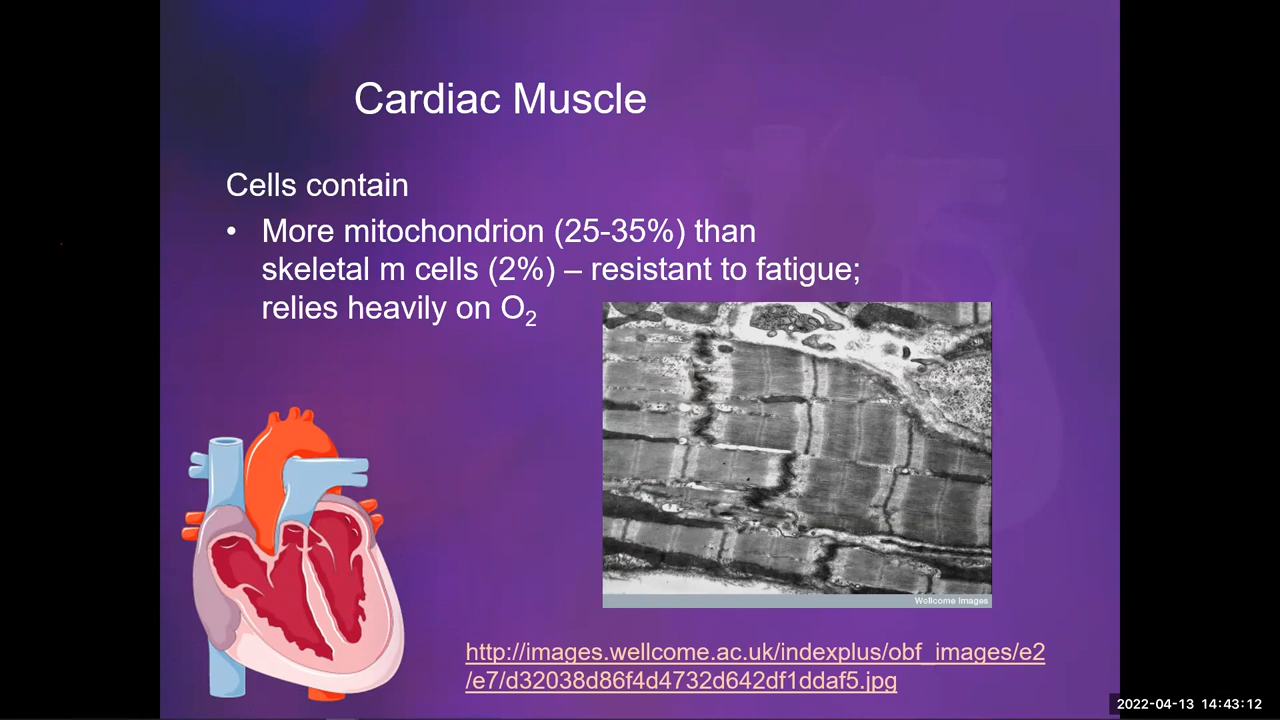 Cardiac Muscle
Cells contain
• More mitochondrion (25-35%) than
skeletal m cells (2%) – resistant to fatigue;
relies heavily on O₂
Wellcome Images
http://images.wellcome.ac.uk/indexplus/obf_images/e2
/e7/d32038d86f4d4732d642df1ddaf5.jpg
2022-04-13 14:43:12